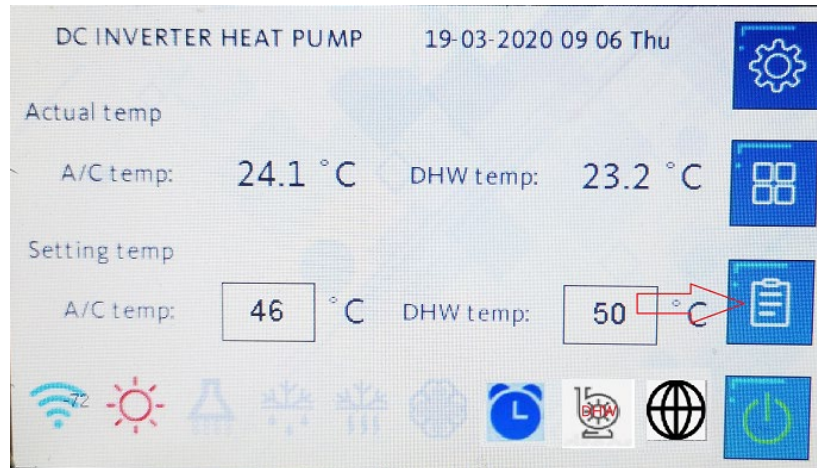 DC INVERTER HEAT PUMP 19-03-2020 09 06 Thu
Actual temp
A/C temp: 24.1 °C DHW temp: 23.2 °C
Setting temp
A/C temp: 46 °C DHW temp: 50 °C
-72
DHW